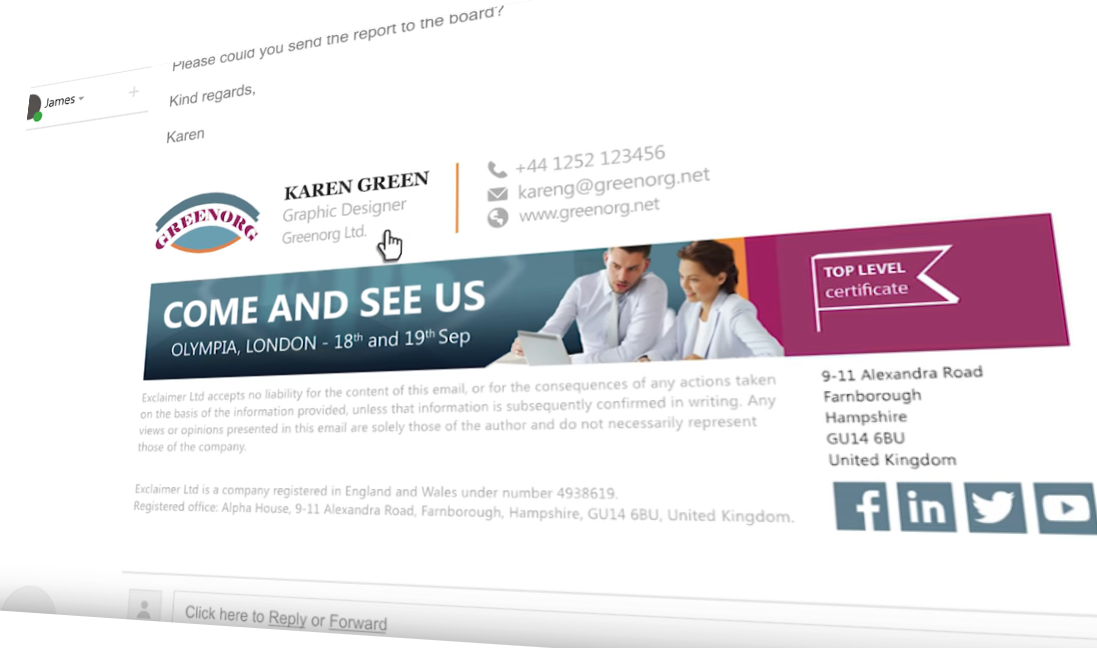 Please could you send the report to the board?
James
Kind regards,
Karen
GREENORG
KAREN GREEN
Graphic Designer
Greenorg Ltd.
+44 1252 123456
kareng@greenorg.net
www.greenorg.net
COME AND SEE US
OLYMPIA, LONDON - 18th and 19th Sep
TOP LEVEL
certificate
Exclaimer Ltd accepts no liability for the content of this email, or for the consequences of any actions taken
on the basis of the information provided, unless that information is subsequently confirmed in writing. Any
views or opinions presented in this email are solely those of the author and do not necessarily represent
those of the company.
9-11 Alexandra Road
Farnborough
Hampshire
GU14 6BU
United Kingdom
Exclaimer Ltd is a company registered in England and Wales under number 4938619.
Registered office: Alpha House, 9-11 Alexandra Road, Farnborough, Hampshire, GU14 6BU, United Kingdom.
f in
Click here to Reply or Forward